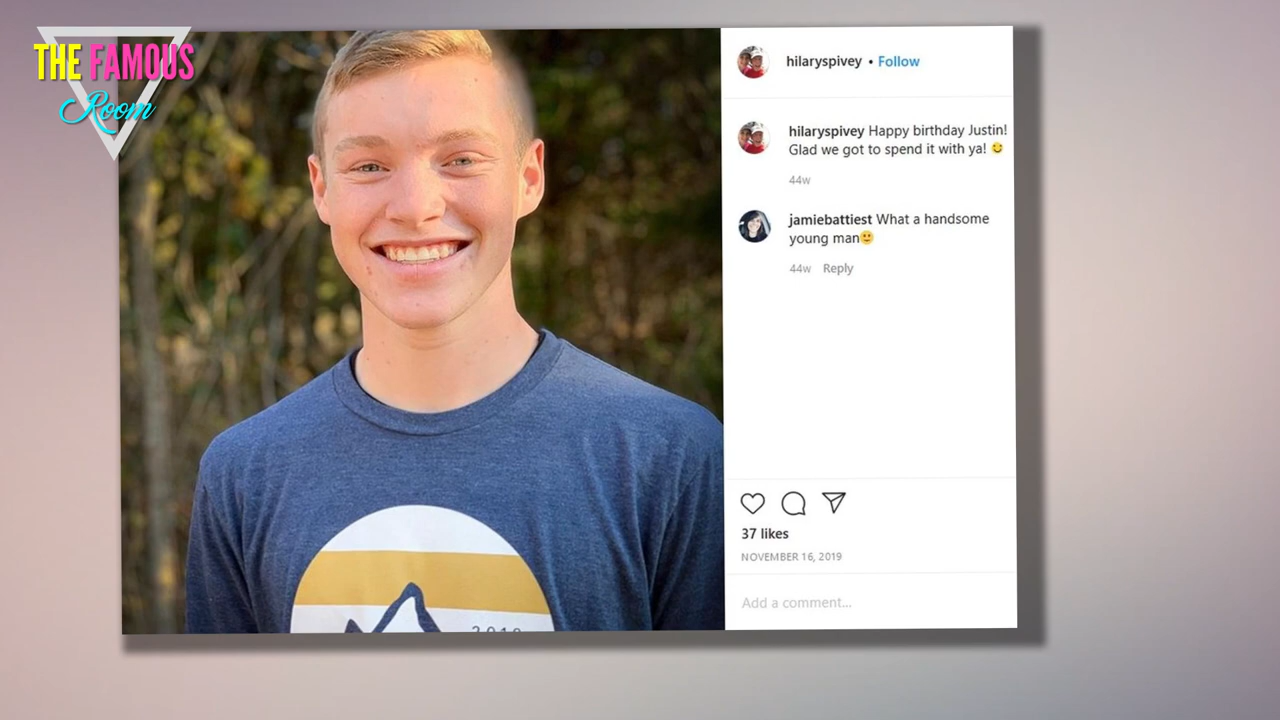 THE FAMOUS
Room
hilaryspivey • Follow
hilaryspivey Happy birthday Justin!
Glad we got to spend it with ya! 😉
44w
jamiebattiest What a handsome
young man🙂
44w Reply
37 likes
NOVEMBER 16, 2019
Add a comment...
2019